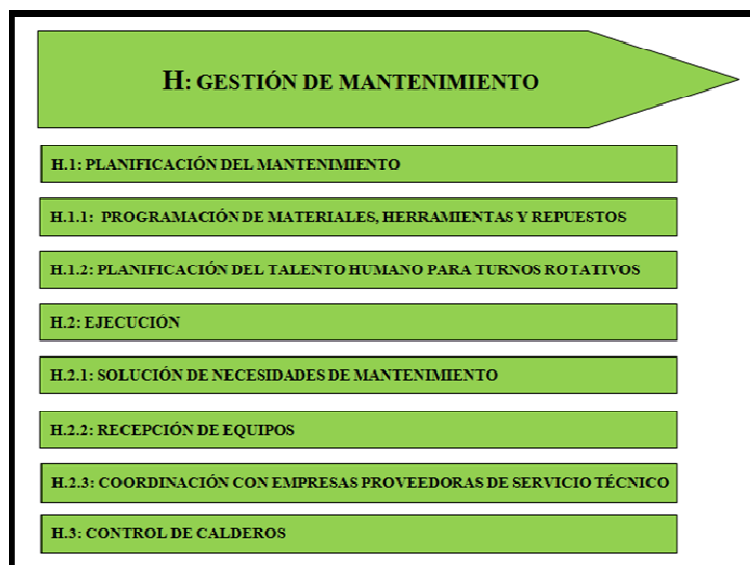 H: GESTIÓN DE MANTENIMIENTO
H.1: PLANIFICACIÓN DEL MANTENIMIENTO
H.1.1: PROGRAMACIÓN DE MATERIALES, HERRAMIENTAS Y REPUESTOS
H.1.2: PLANIFICACIÓN DEL TALENTO HUMANO PARA TURNOS ROTATIVOS
H.2: EJECUCIÓN
H.2.1: SOLUCIÓN DE NECESIDADES DE MANTENIMIENTO
H.2.2: RECEPCIÓN DE EQUIPOS
H.2.3: COORDINACIÓN CON EMPRESAS PROVEEDORAS DE SERVICIO TÉCNICO
H.3: CONTROL DE CALDEROS